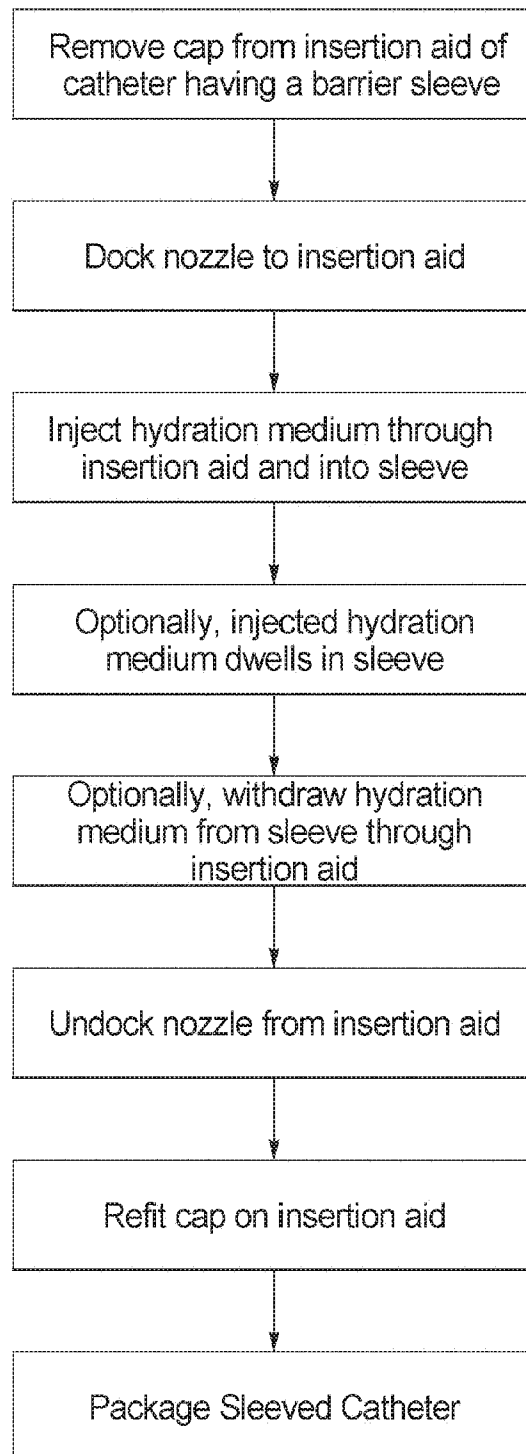 Remove cap from insertion aid of
catheter having a barrier sleeve
Dock nozzle to insertion aid
Inject hydration medium through
insertion aid and into sleeve
Optionally, injected hydration
medium dwells in sleeve
Optionally, withdraw hydration
medium from sleeve through
insertion aid
Undock nozzle from insertion aid
Refit cap on insertion aid
Package Sleeved Catheter